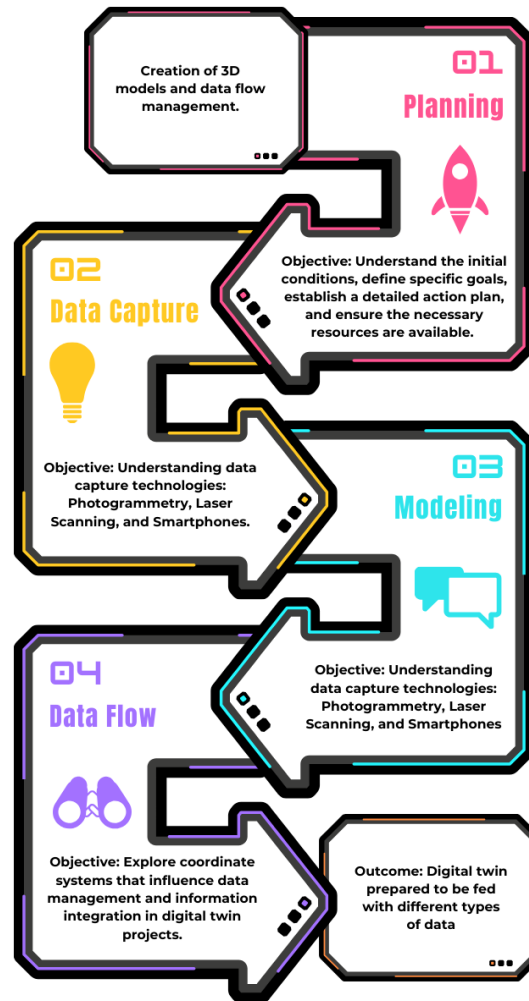 Creation of 3D
models and data flow
management.
01
Planning
Objective: Understand the initial
conditions, define specific goals,
establish a detailed action plan,
and ensure the necessary
resources are available.
02
Data Capture
Objective: Understanding data
capture technologies:
Photogrammetry, Laser
Scanning, and Smartphones.
03
Modeling
Objective: Understanding
data capture technologies:
Photogrammetry, Laser
Scanning, and Smartphones
04
Data Flow
Objective: Explore coordinate
systems that influence data
management and information
integration in digital twin
projects.
Outcome: Digital twin
prepared to be fed
with different types
of data